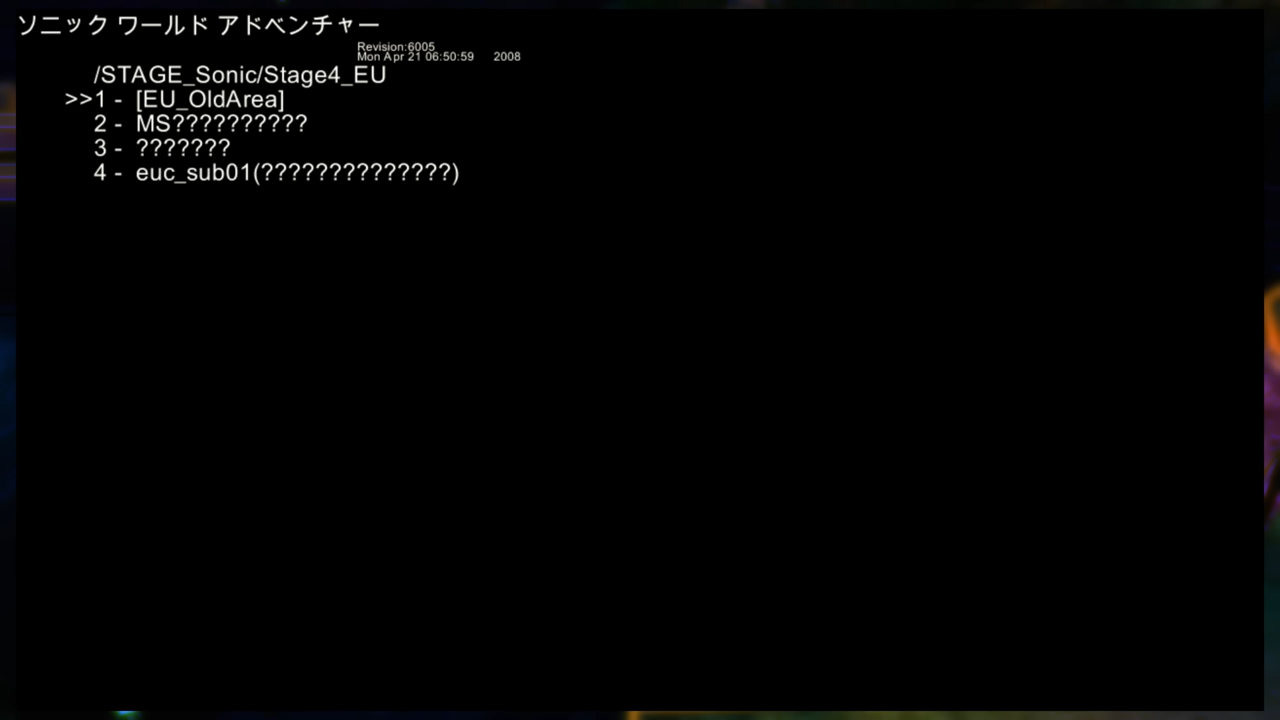 ソニック ワールド アドベンチャー
Revision:6005
Mon Apr 21 06:50:59 2008
/STAGE_Sonic/Stage4_EU
>>1 - [EU_OldArea]
2 - MS??????????
3 - ???????
4 - euc_sub01(??????????????)